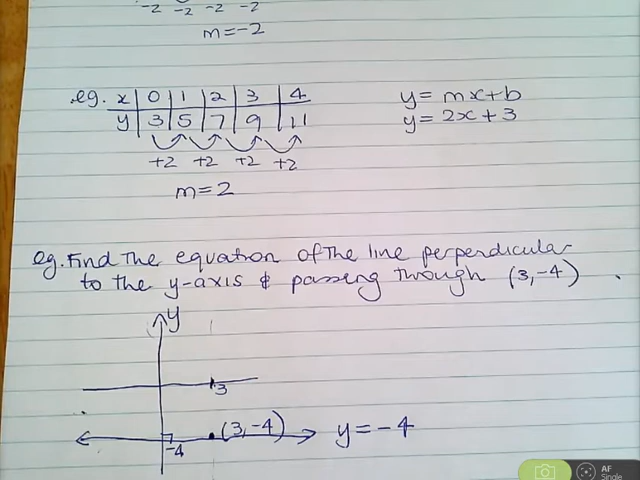 -2 -2 -2 -2
m=-2
eg. x | 0 | 1 | 2 | 3 | 4
y | 3 | 5 | 7 | 9 | 11
+2 +2 +2 +2
m=2
y= mx+b
y= 2x+3
eg. Find the equation of the line perpendicular
to the y-axis & passing through (3,-4)
y
3
(3,-4)
-4
y=-4
AF
Single